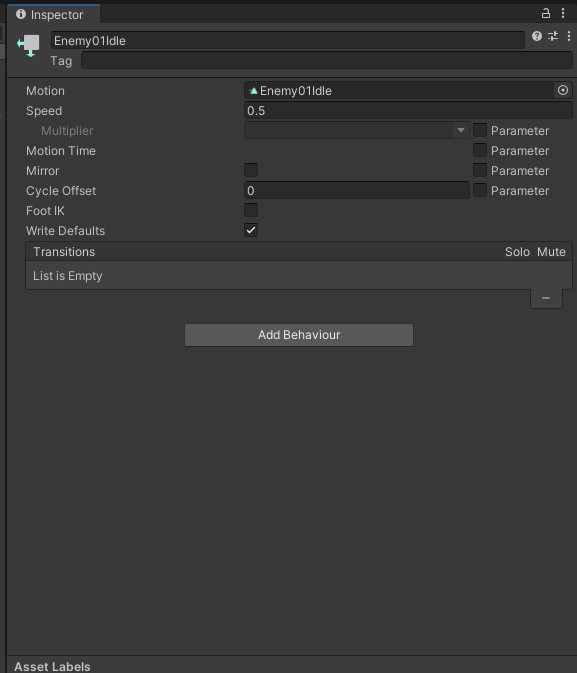 Inspector
Enemy01Idle
Tag
Motion Enemy01Idle
Speed 0.5
Multiplier Parameter
Motion Time Parameter
Mirror Parameter
Cycle Offset 0 Parameter
Foot IK
Write Defaults
Transitions Solo Mute
List is Empty
Add Behaviour
Asset Labels